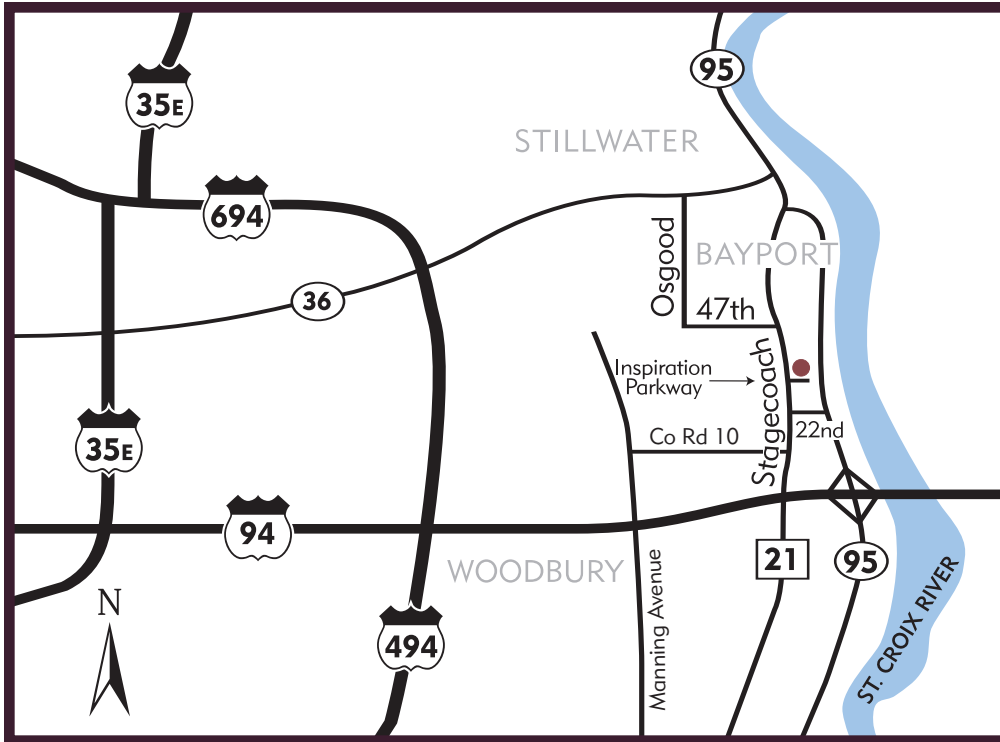 95
35E
STILLWATER
694
Osgood
BAYPORT
36
47th
Inspiration
Parkway
Stagecoach
Co Rd 10
22nd
35E
94
WOODBURY
21
95
Manning Avenue
ST. CROIX RIVER
N
494